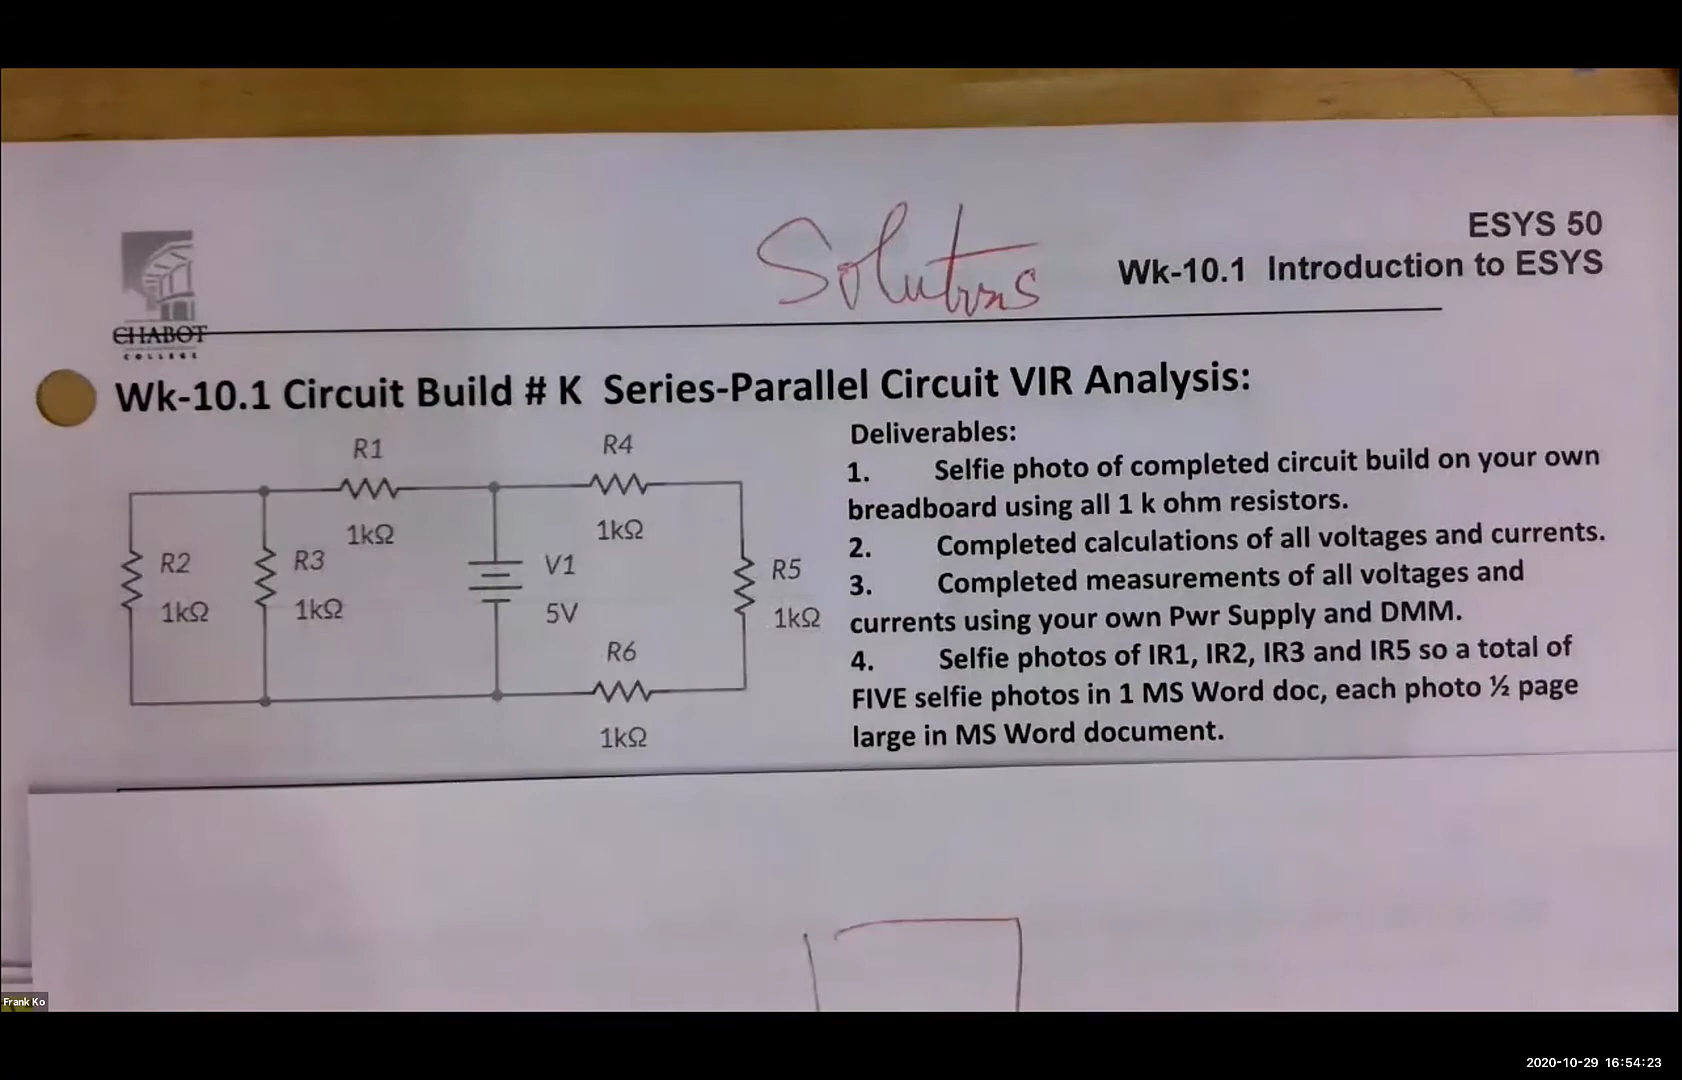 Solutions
ESYS 50
Wk-10.1 Introduction to ESYS
CHABOT
COLLEGE
Wk-10.1 Circuit Build # K Series-Parallel Circuit VIR Analysis:
R1
1kΩ
R4
1kΩ
R2
1kΩ
R3
1kΩ
V1
5V
R5
1kΩ
R6
1kΩ
Deliverables:
1. Selfie photo of completed circuit build on your own
breadboard using all 1 k ohm resistors.
2. Completed calculations of all voltages and currents.
3. Completed measurements of all voltages and
currents using your own Pwr Supply and DMM.
4. Selfie photos of IR1, IR2, IR3 and IR5 so a total of
FIVE selfie photos in 1 MS Word doc, each photo ½ page
large in MS Word document.
Frank Ko
2020-10-29 16:54:23